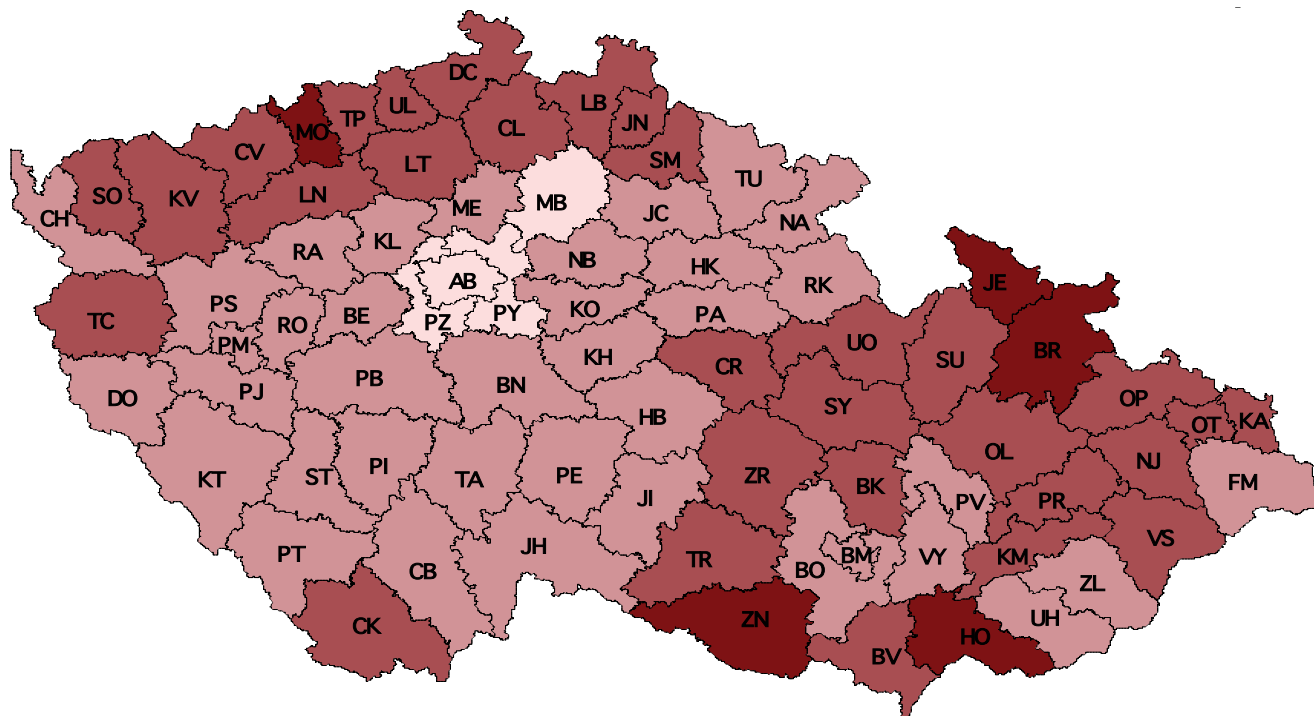 DC
UL
TP
LB
MO
CL
JN
CV
LT
SM
TU
SO
KV
LN
ME
MB
CH
JC
NA
KL
RA
NB
HK
AB
RK
JE
PS
KO
PY
PA
BE
RO
PZ
TC
PM
UO
BR
KH
SU
CR
PB
BN
PJ
DO
OP
SY
HB
KA
OT
OL
NJ
ZR
KT
ST
PI
TA
PE
FM
BK
JI
PV
PR
VS
JH
PT
TR
BM
VY
KM
CB
BO
ZL
ZN
UH
CK
HO
BV